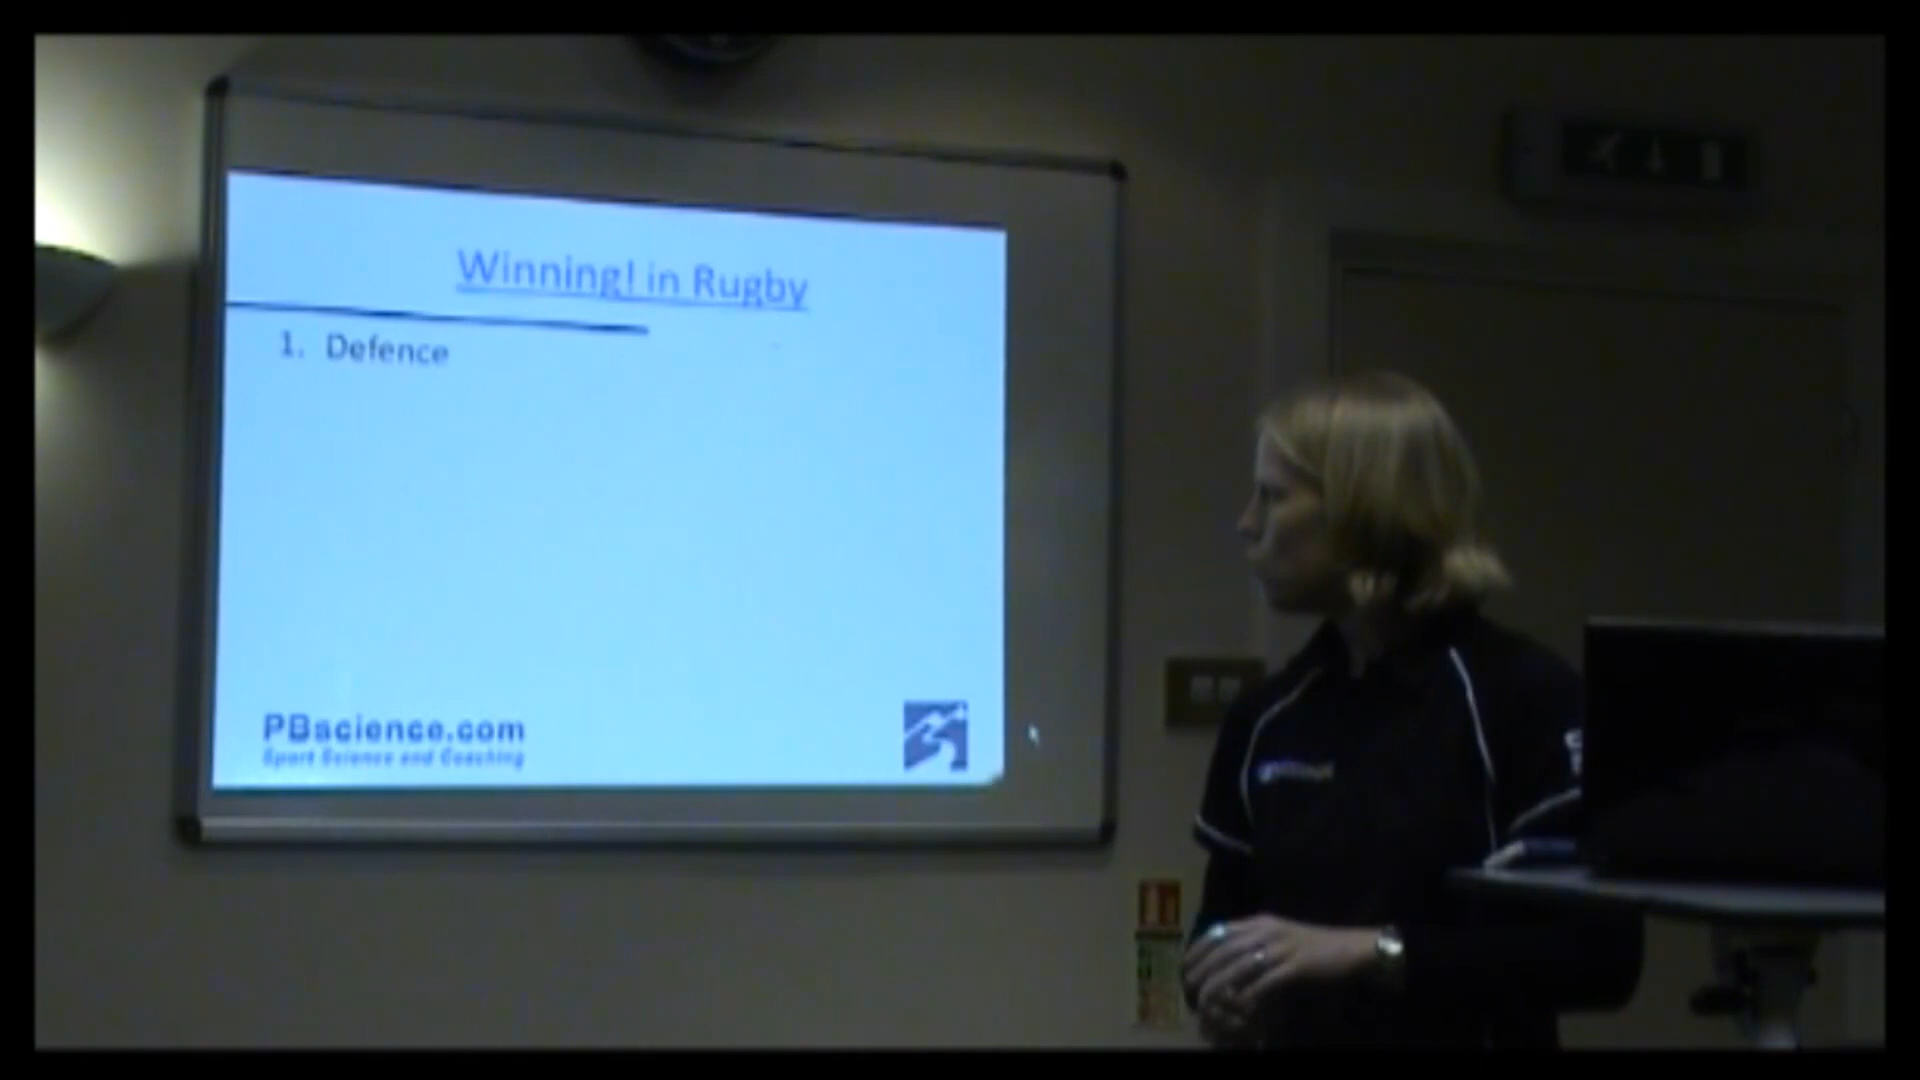 Winning! in Rugby
1. Defence
PBscience.com
Sport Science and Coaching